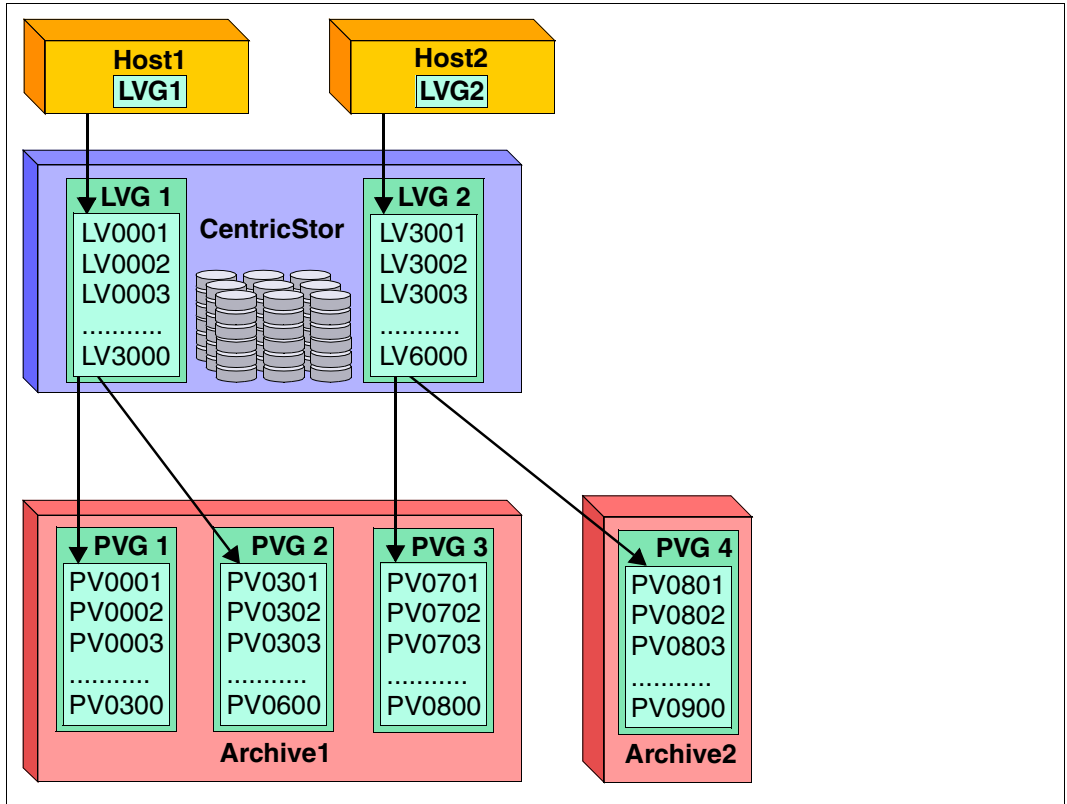 Host1
LVG1
Host2
LVG2
LVG 1
LV0001
LV0002
LV0003
...........
LV3000
CentricStor
LVG 2
LV3001
LV3002
LV3003
...........
LV6000
PVG 1
PV0001
PV0002
PV0003
...........
PV0300
PVG 2
PV0301
PV0302
PV0303
...........
PV0600
PVG 3
PV0701
PV0702
PV0703
...........
PV0800
Archive1
PVG 4
PV0801
PV0802
PV0803
...........
PV0900
Archive2